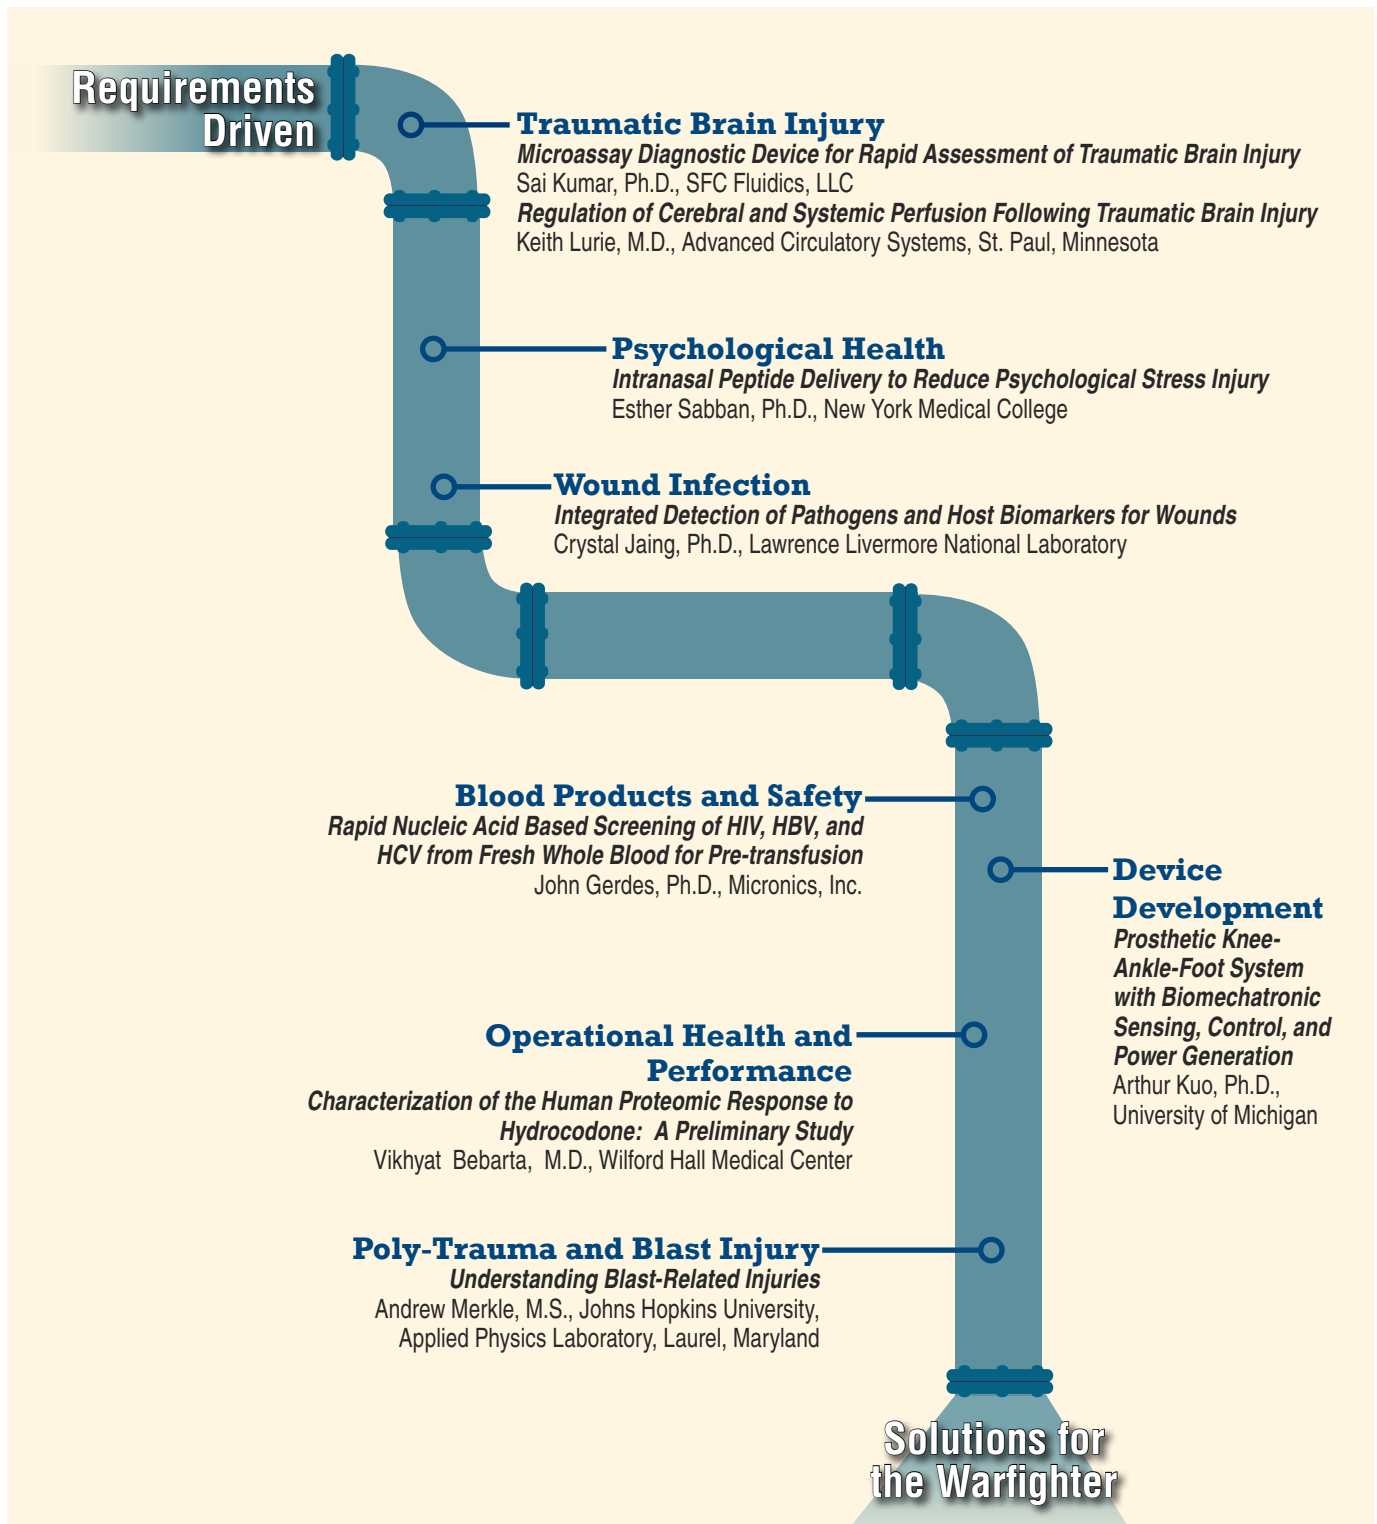 Requirements
Driven
Traumatic Brain Injury
Microassay Diagnostic Device for Rapid Assessment of Traumatic Brain Injury
Sai Kumar, Ph.D., SFC Fluidics, LLC
Regulation of Cerebral and Systemic Perfusion Following Traumatic Brain Injury
Keith Lurie, M.D., Advanced Circulatory Systems, St. Paul, Minnesota
Psychological Health
Intranasal Peptide Delivery to Reduce Psychological Stress Injury
Esther Sabban, Ph.D., New York Medical College
Wound Infection
Integrated Detection of Pathogens and Host Biomarkers for Wounds
Crystal Jaing, Ph.D., Lawrence Livermore National Laboratory
Blood Products and Safety
Rapid Nucleic Acid Based Screening of HIV, HBV, and
HCV from Fresh Whole Blood for Pre-transfusion
John Gerdes, Ph.D., Micronics, Inc.
Device
Development
Prosthetic Knee-
Ankle-Foot System
with Biomechatronic
Sensing, Control, and
Power Generation
Arthur Kuo, Ph.D.,
University of Michigan
Operational Health and
Performance
Characterization of the Human Proteomic Response to
Hydrocodone:  A Preliminary Study
Vikhyat  Bebarta,  M.D., Wilford Hall Medical Center
Poly-Trauma and Blast Injury
Understanding Blast-Related Injuries
Andrew Merkle, M.S., Johns Hopkins University,
Applied Physics Laboratory, Laurel, Maryland
Solutions for
the Warfighter